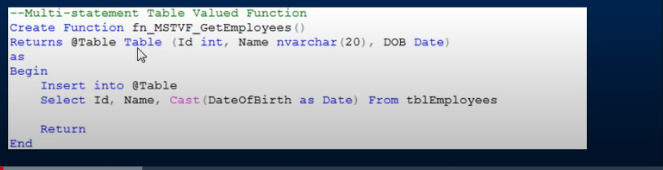 --Multi-statement Table Valued Function
Create Function fn_MSTVF_GetEmployees()
Returns @Table Table (Id int, Name nvarchar(20), DOB Date)
as
Begin
Insert into @Table
Select Id, Name, Cast(DateOfBirth as Date) From tblEmployees
Return
End